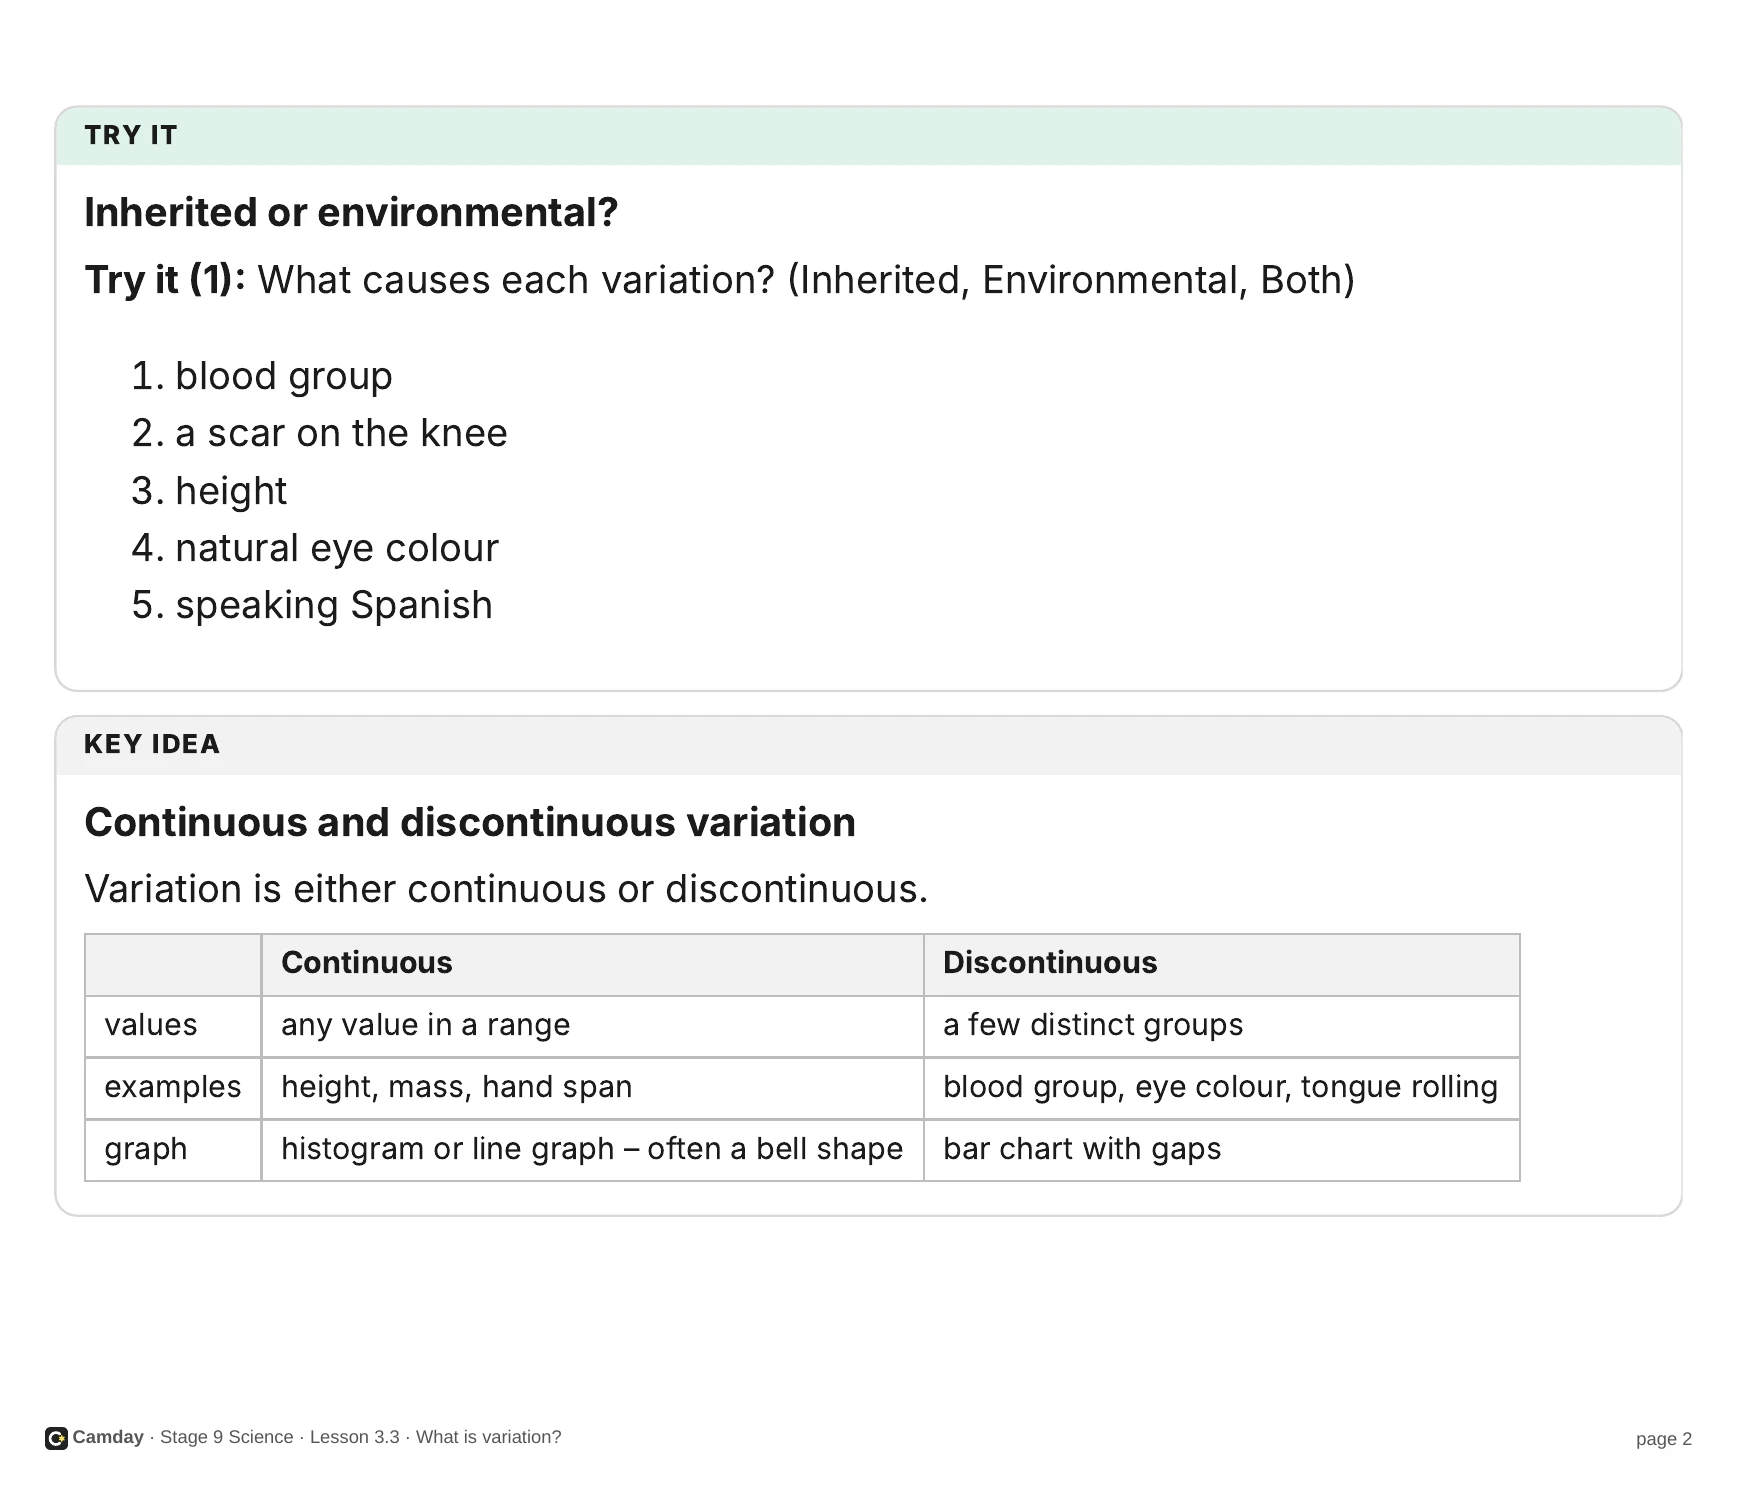 TRY IT
Inherited or environmental?
Try it (1): What causes each variation? (Inherited, Environmental, Both)
1. blood group
2. a scar on the knee
3. height
4. natural eye colour
5. speaking Spanish
KEY IDEA
Continuous and discontinuous variation
Variation is either continuous or discontinuous.
Continuous Discontinuous
values any value in a range a few distinct groups
examples height, mass, hand span blood group, eye colour, tongue rolling
graph histogram or line graph – often a bell shape bar chart with gaps
Camday · Stage 9 Science · Lesson 3.3 · What is variation? page 2